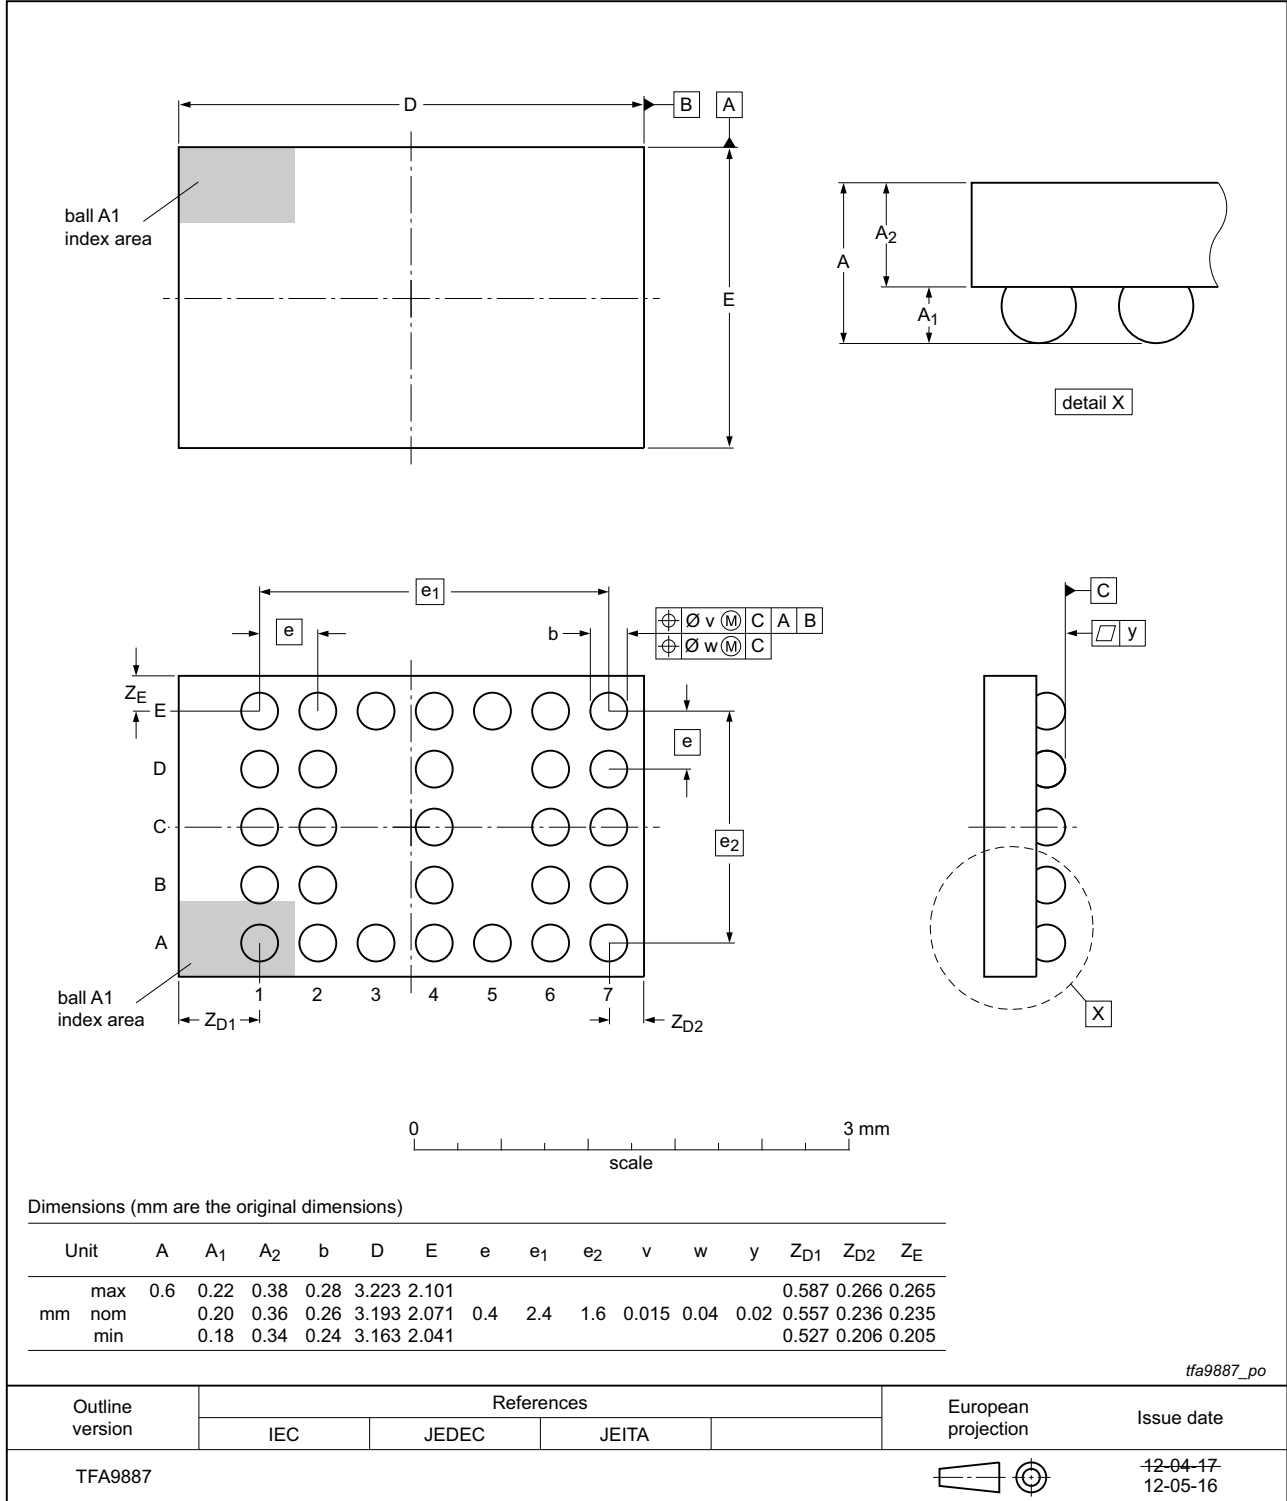 D B A
ball A1
index area
E
A
A2
A1
detail X
e1
e
b
Ø v M C A B
Ø w M C
C
y
ZE
E
D
C
B
A
e
e2
ball A1
index area
1 2 3 4 5 6 7
ZD1
ZD2
X
0 3 mm
scale
Dimensions (mm are the original dimensions)
Unit A A1 A2 b D E e e1 e2 v w y ZD1 ZD2 ZE
max 0.6 0.22 0.38 0.28 3.223 2.101 0.587 0.266 0.265
mm nom 0.20 0.36 0.26 3.193 2.071 0.4 2.4 1.6 0.015 0.04 0.02 0.557 0.236 0.235
min 0.18 0.34 0.24 3.163 2.041 0.527 0.206 0.205
tfa9887_po
Outline
version
References
IEC JEDEC JEITA
European
projection
Issue date
TFA9887
12-04-17
12-05-16